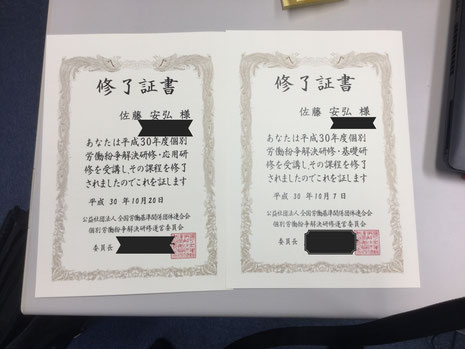 修了証書
佐藤 安弘 様
あなたは平成30年度個別
労働紛争解決研修・応用研
修を受講しその課程を修了
されましたのでこれを証します
平成 30 年 10月20日
公益社団法人 全国労働基準関係団体連合会
個別労働紛争解決研修運営委員会
委員長
修了証書
佐藤 安弘 様
あなたは平成30年度個別
労働紛争解決研修・基礎研
修を受講しその課程を修了
されましたのでこれを証します
平成 30 年 10月 7日
公益社団法人 全国労働基準関係団体連合会
個別労働紛争解決研修運営委員会
委員長